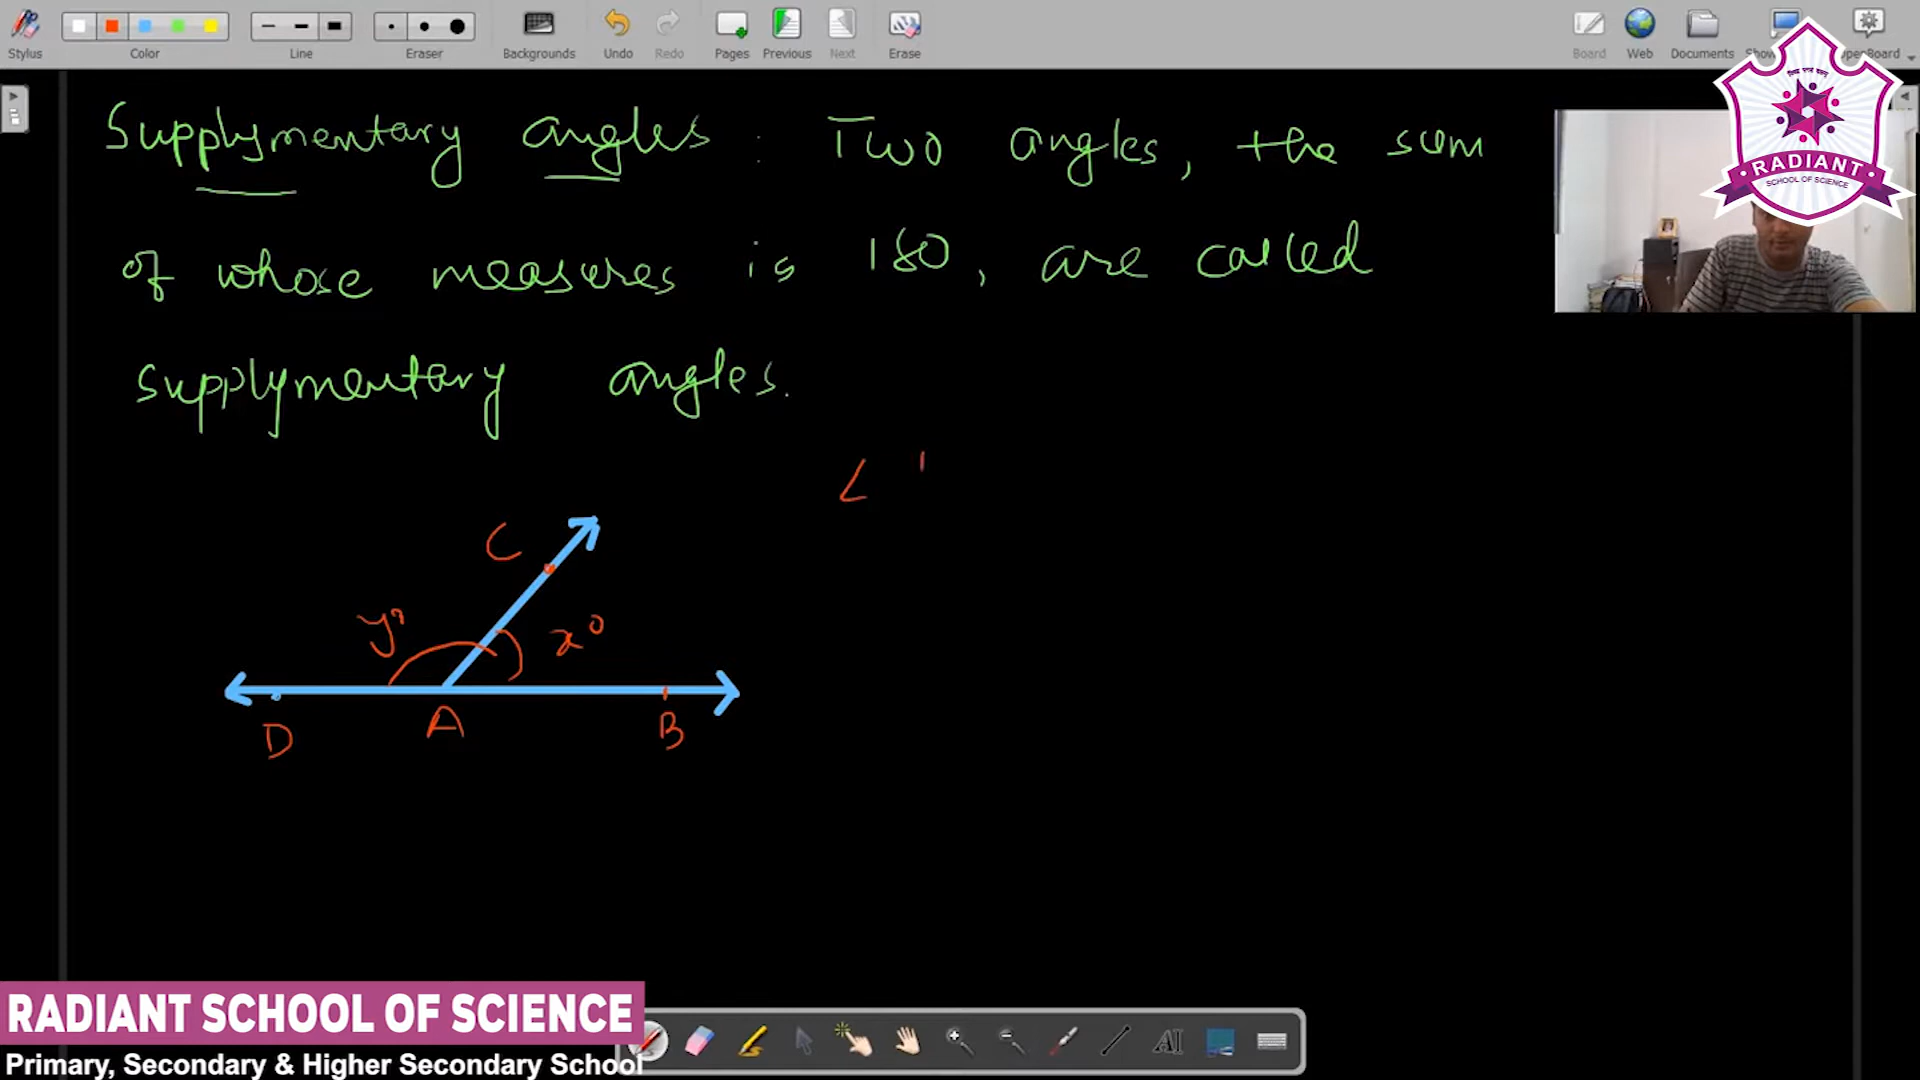 Stylus
Color
Line
Eraser
Backgrounds
Undo
Redo
Pages
Previous
Next
Erase
Board
Web
Documents
RADIANT
SCHOOL OF SCIENCE
Supplymentary angles : Two angles, the sum
of whose measures is 180, are called
supplymentary angles.
∠
C
y°
x°
D
A
B
RADIANT SCHOOL OF SCIENCE
Primary, Secondary & Higher Secondary School
AI